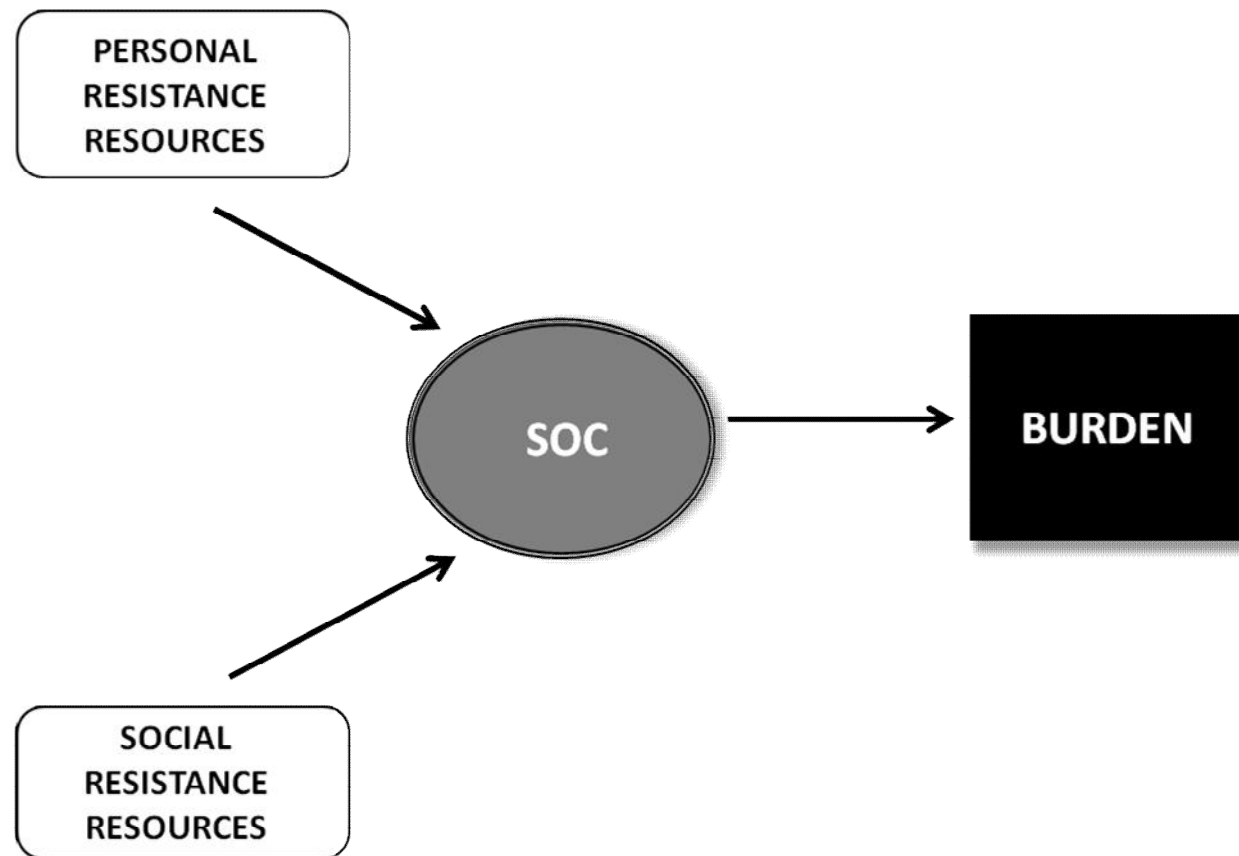 PERSONAL
RESISTANCE
RESOURCES
SOC
BURDEN
SOCIAL
RESISTANCE
RESOURCES